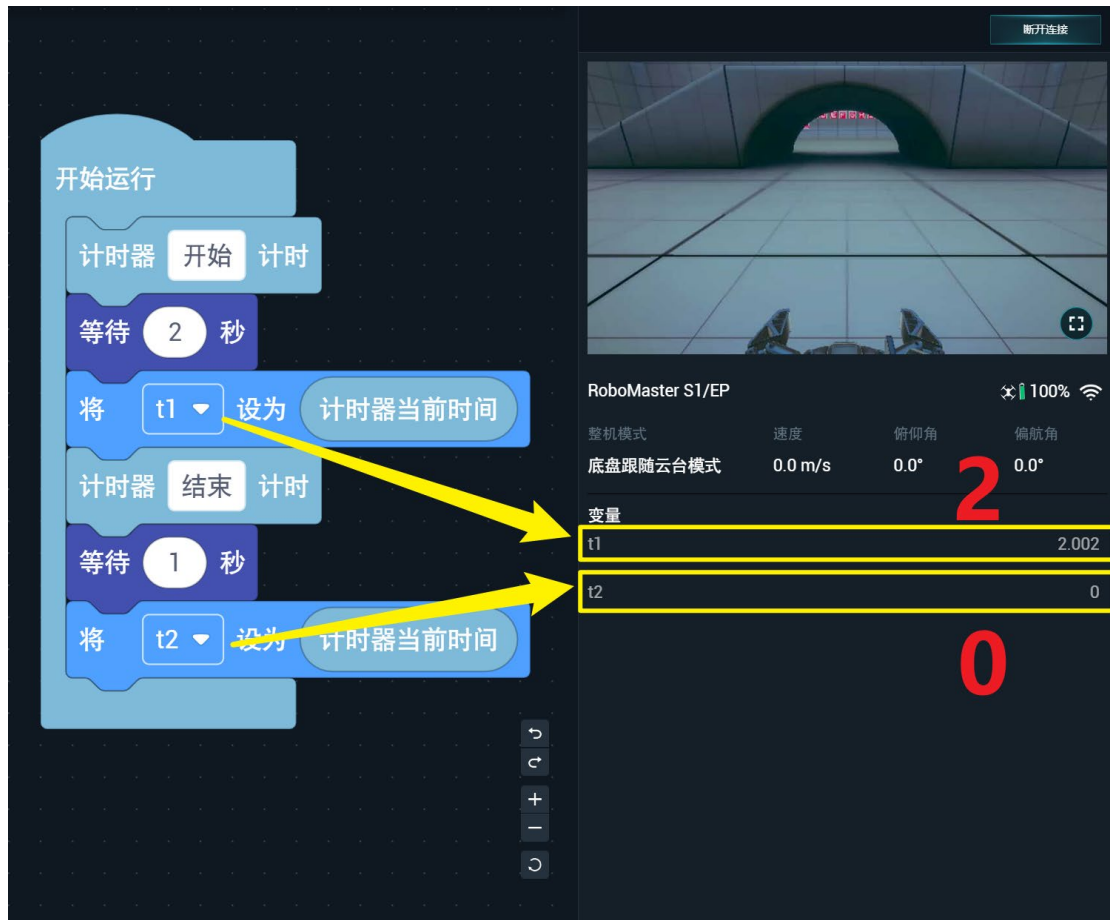 断开连接
开始运行
计时器 开始 计时
等待 2 秒
将 t1 设为 计时器当前时间
计时器 结束 计时
等待 1 秒
将 t2 设为 计时器当前时间
RoboMaster S1/EP 100%
整机模式 速度 俯仰角 偏航角
底盘跟随云台模式 0.0 m/s 0.0° 0.0°
2
变量
t1 2.002
t2 0
0